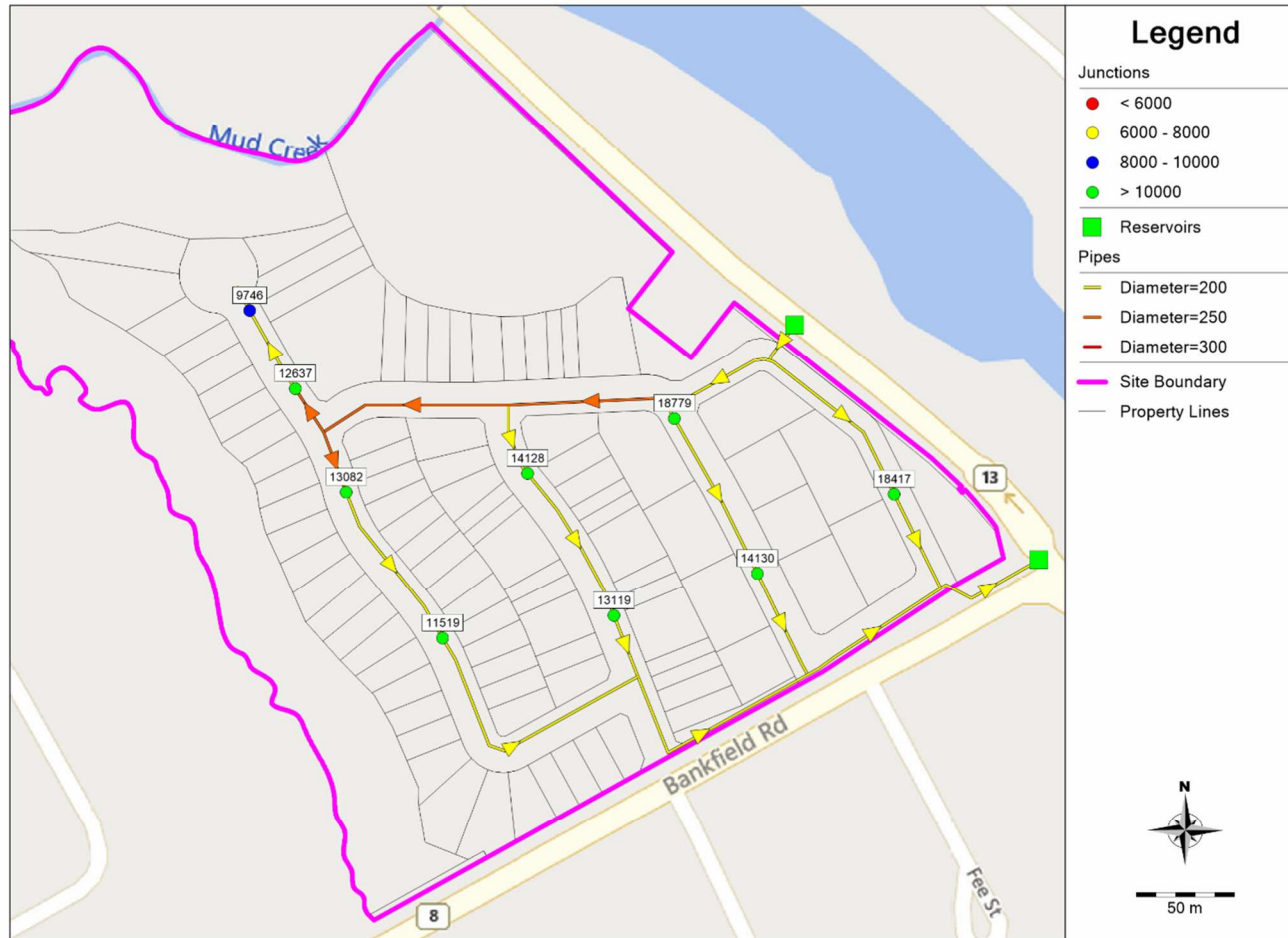 Mud Creek
9746
12637
13082
11519
14128
13119
18779
14130
18417
13
Bankfield Rd
8
Fee St
Legend
Junctions
< 6000
6000 - 8000
8000 - 10000
> 10000
Reservoirs
Pipes
Diameter=200
Diameter=250
Diameter=300
Site Boundary
Property Lines
N
50 m